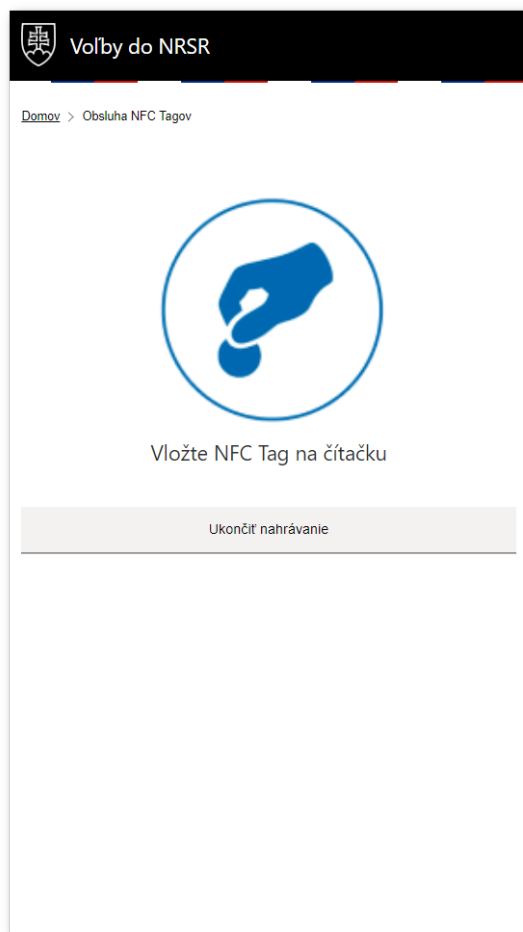 Voľby do NRSR
Domov > Obsluha NFC Tagov
Vložte NFC Tag na čítačku
Ukončiť nahrávanie